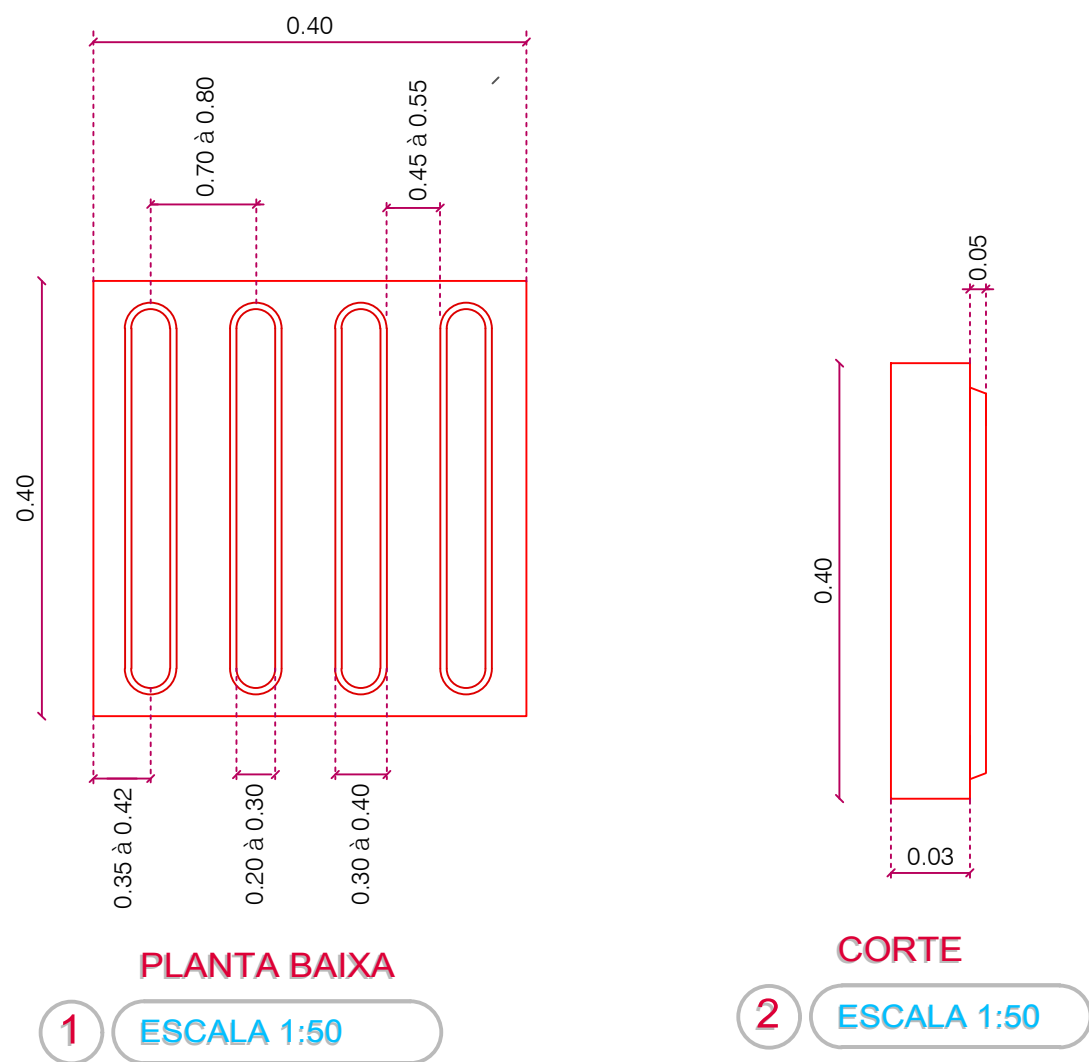 0.40
0.70 à 0.80
0.45 à 0.55
0.40
0.35 à 0.42
0.20 à 0.30
0.30 à 0.40
PLANTA BAIXA
1
ESCALA 1:50
0.05
0.40
0.03
CORTE
2
ESCALA 1:50